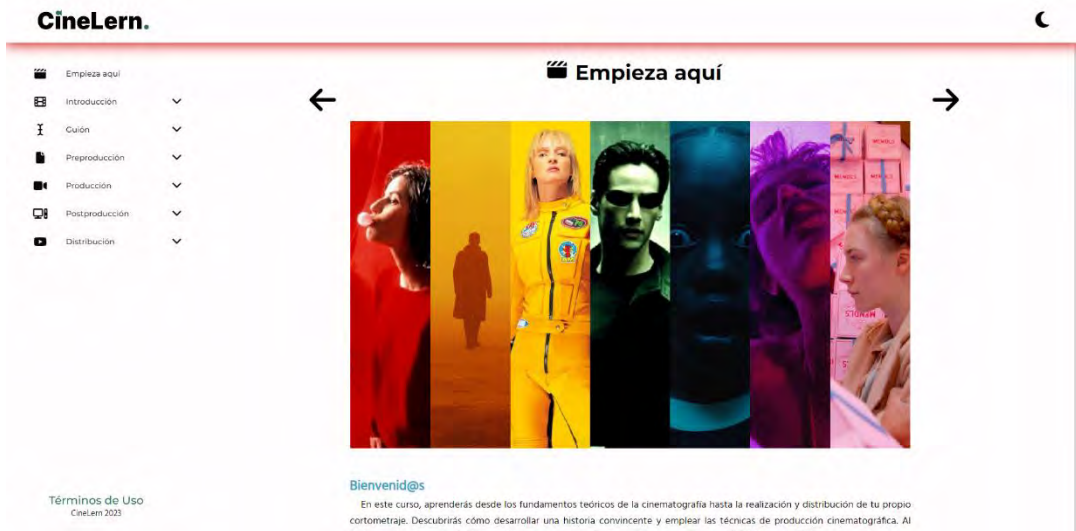 CineLern.
Empieza aquí
Introducción
Guión
Preproducción
Producción
Postproducción
Distribución
Términos de Uso
CineLern 2023
Empieza aquí
MENDL'S
MENDL'S
Bienvenid@s
En este curso, aprenderás desde los fundamentos teóricos de la cinematografía hasta la realización y distribución de tu propio
cortometraje. Descubrirás cómo desarrollar una historia convincente y emplear las técnicas de producción cinematográfica. Al